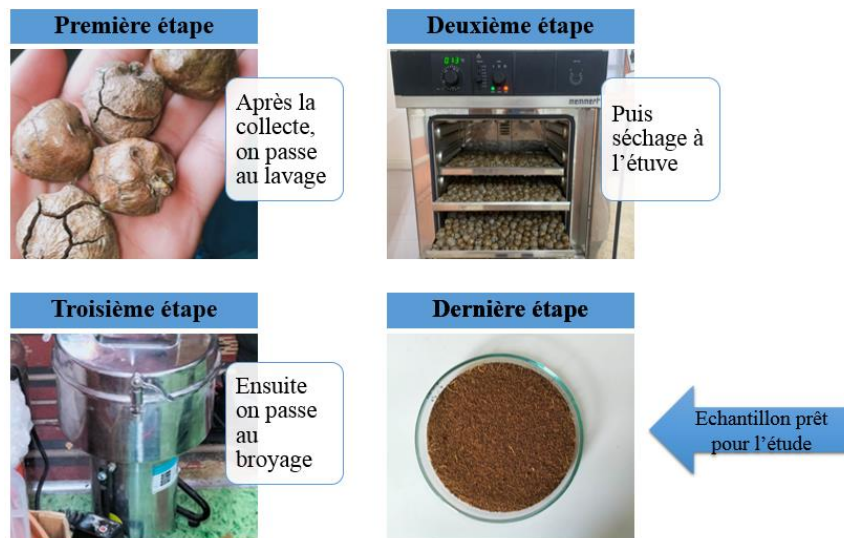 Première étape
Après la
collecte,
on passe
au lavage
Deuxième étape
Puis
séchage à
l'étuve
Troisième étape
Ensuite
on passe
au
broyage
Dernière étape
Echantillon prêt
pour l'étude